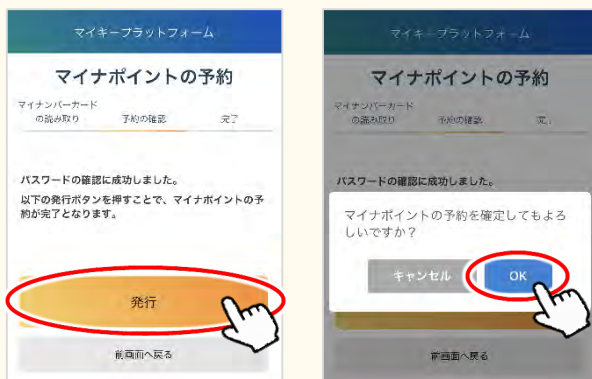 マイキープラットフォーム
マイナポイントの予約
マイナンバーカード
の読み取り
予約の確認
完了
パスワードの確認に成功しました。
以下の発行ボタンを押すことで、マイナポイントの予
約が完了となります。
発行
前画面へ戻る
マイキープラットフォーム
マイナポイントの予約
マイナンバーカード
の読み取り
予約の確認
完了
パスワードの確認に成功しました。
マイナポイントの予約を確定してもよろ
しいですか？
キャンセル
OK
前画面へ戻る